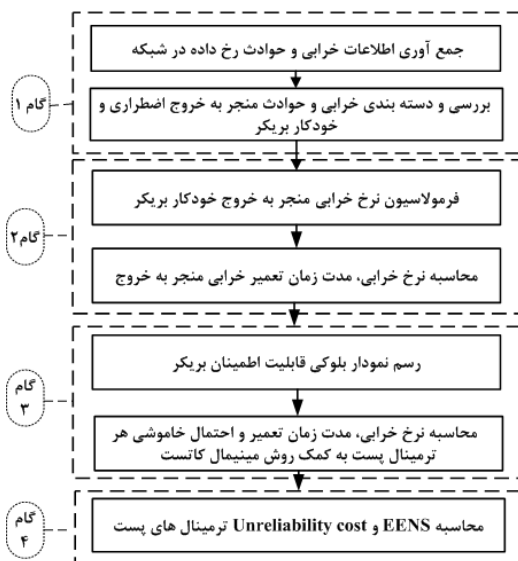 جمع آوری اطلاعات خرابی و حوادث رخ داده در شبکه
گام ۱
بررسی و دسته بندی خرابی و حوادث منجر به خروج اضطراری و
خودکار بریکر
فرمولاسیون نرخ خرابی منجر به خروج خودکار بریکر
گام۲
محاسبه نرخ خرابی، مدت زمان تعمیر خرابی منجر به خروج
رسم نمودار بلوکی قابلیت اطمینان بریکر
گام
۳
محاسبه نرخ خرابی، مدت زمان تعمیر و احتمال خاموشی هر
ترمینال پست به کمک روش مینیمال کاتست
گام
۴
محاسبه EENS و Unreliability cost ترمینال های پست